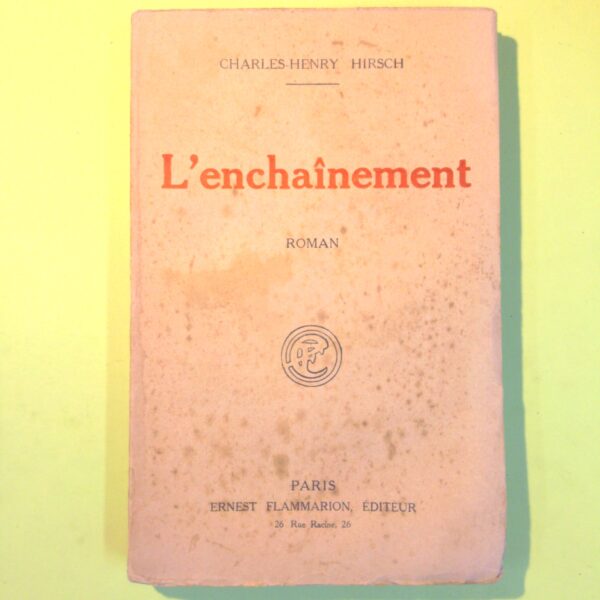 CHARLES-HENRY HIRSCH
L'enchaînement
ROMAN
PARIS
ERNEST FLAMMARION, ÉDITEUR
26 Rue Racine, 26